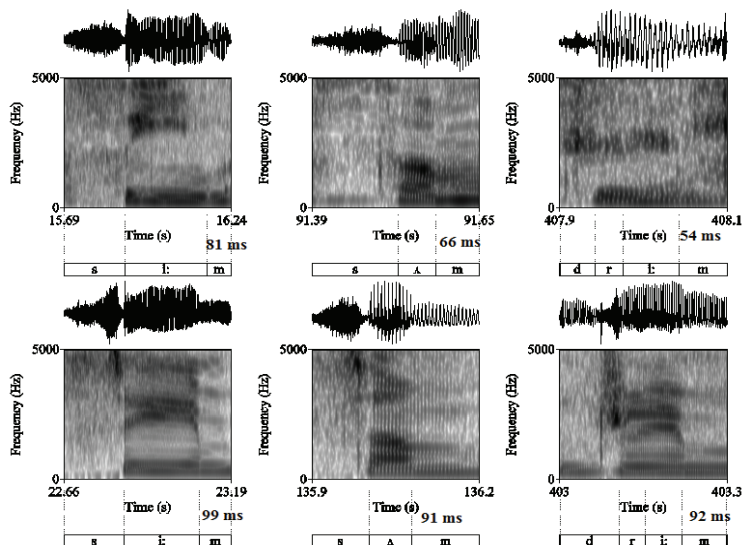 5000 5000 5000
Frequency (Hz) Frequency (Hz) Frequency (Hz)
0 0 0
15.69 16.24 91.39 91.65 407.9 408.1
Time (s) Time (s) Time (s)
81 ms 66 ms 54 ms
s i: m s ʌ m d r i: m
5000 5000 5000
Frequency (Hz) Frequency (Hz) Frequency (Hz)
0 0 0
22.66 23.19 135.9 136.2 403 403.3
Time (s) Time (s) Time (s)
99 ms 91 ms 92 ms
s i: m s ʌ m d r i: m